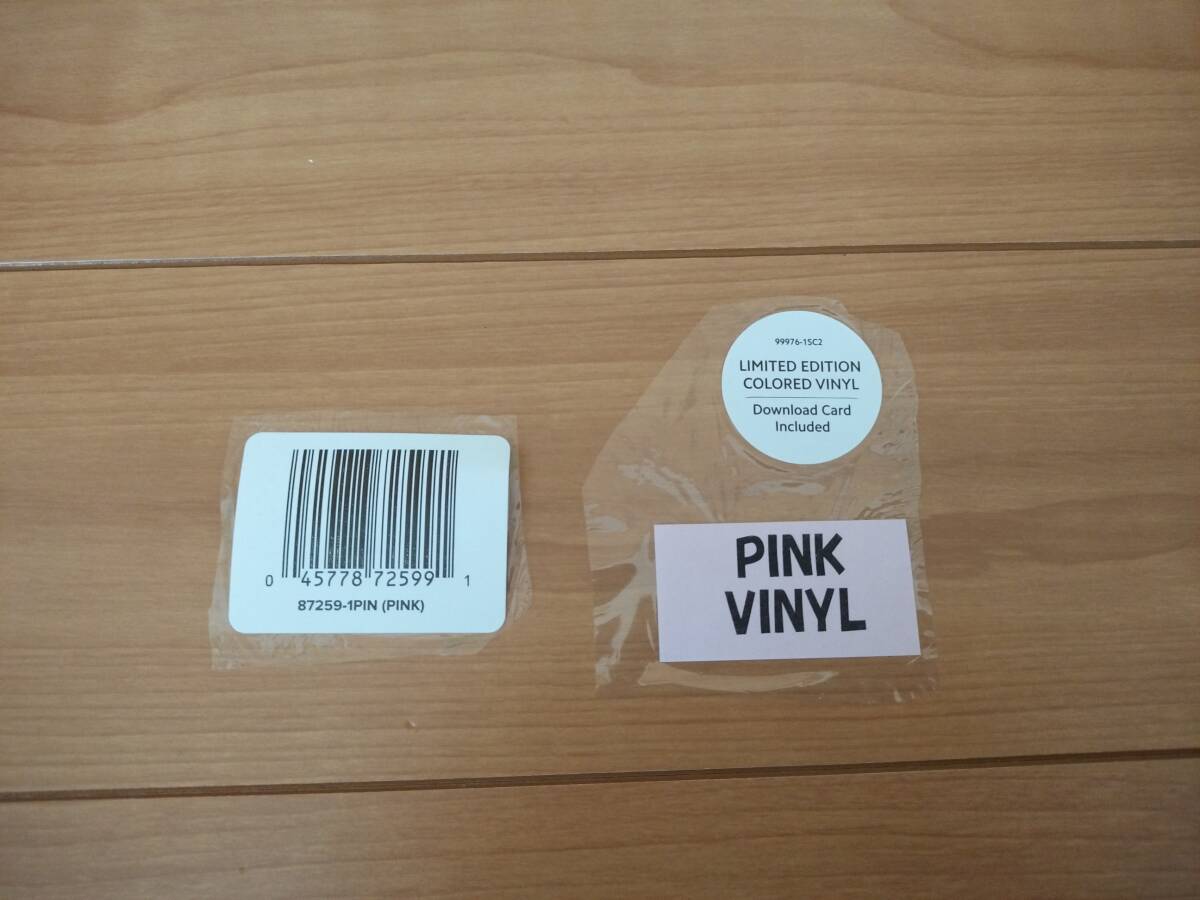 0 45778 72599 1
87259-1PIN (PINK)
99976-1SC2
LIMITED EDITION
COLORED VINYL
Download Card
Included
PINK
VINYL